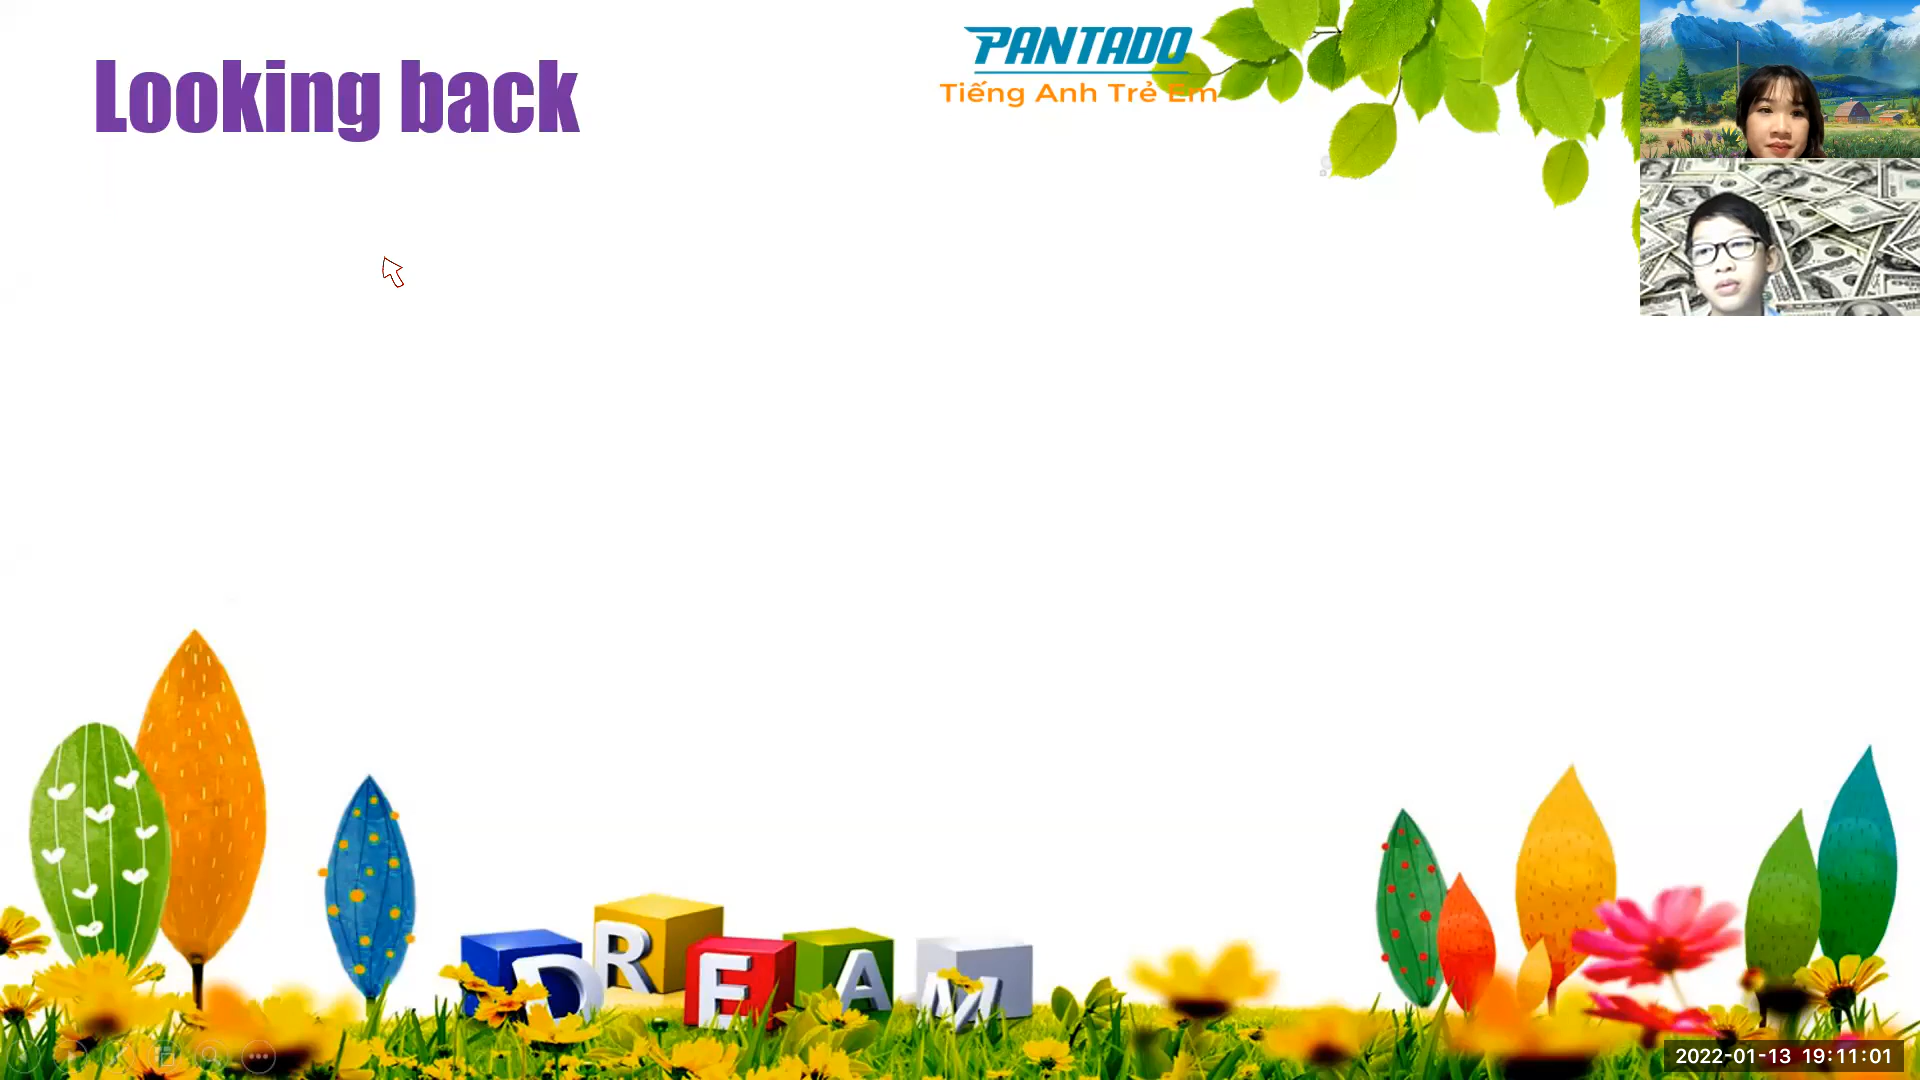 Looking back
PANTADO
Tiếng Anh Trẻ Em
DREAM
2022-01-13 19:11:01